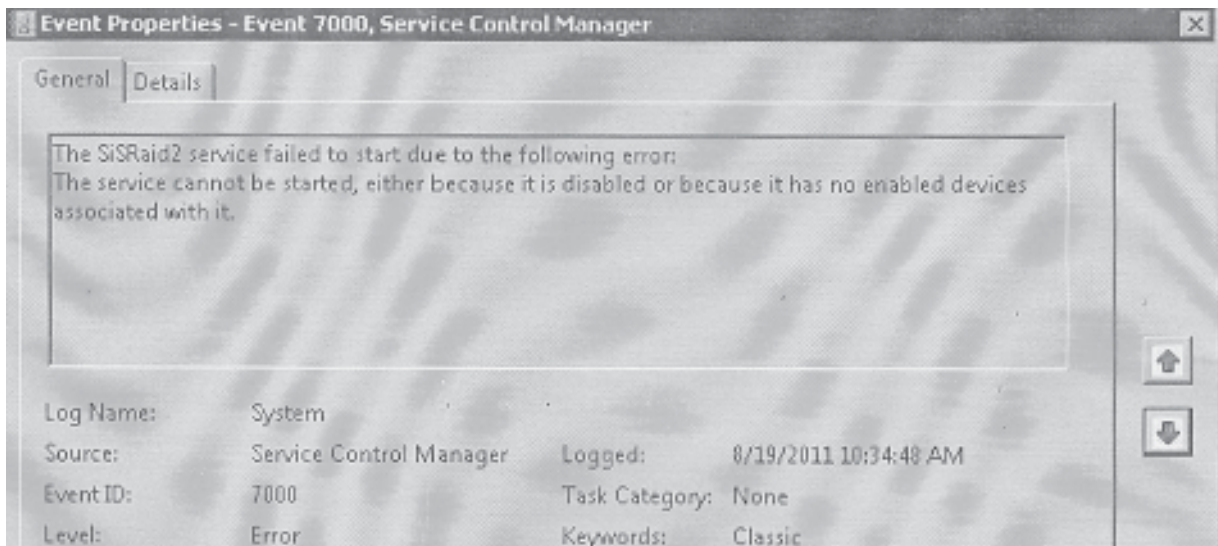 Event Properties - Event 7000, Service Control Manager
General Details
The SiSRaid2 service failed to start due to the following error:
The service cannot be started, either because it is disabled or because it has no enabled devices
associated with it.
Log Name: System
Source: Service Control Manager Logged: 8/19/2011 10:34:48 AM
Event ID: 7000 Task Category: None
Level: Error Keywords: Classic